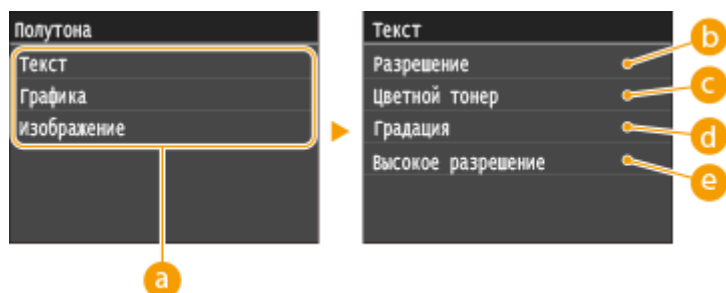 Полутона
Текст
Графика
Изображение
a
Текст
Разрешение
Цветной тонер
Градация
Высокое разрешение
b
c
d
e